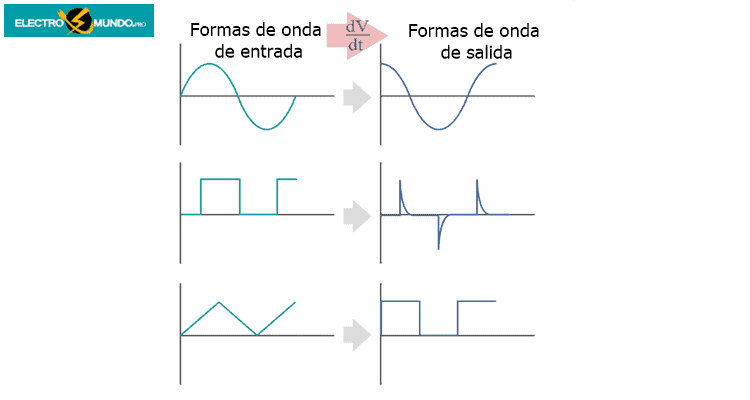 ELECTRO
MUNDO.PRO
Formas de onda
de entrada
dV
dt
Formas de onda
de salida